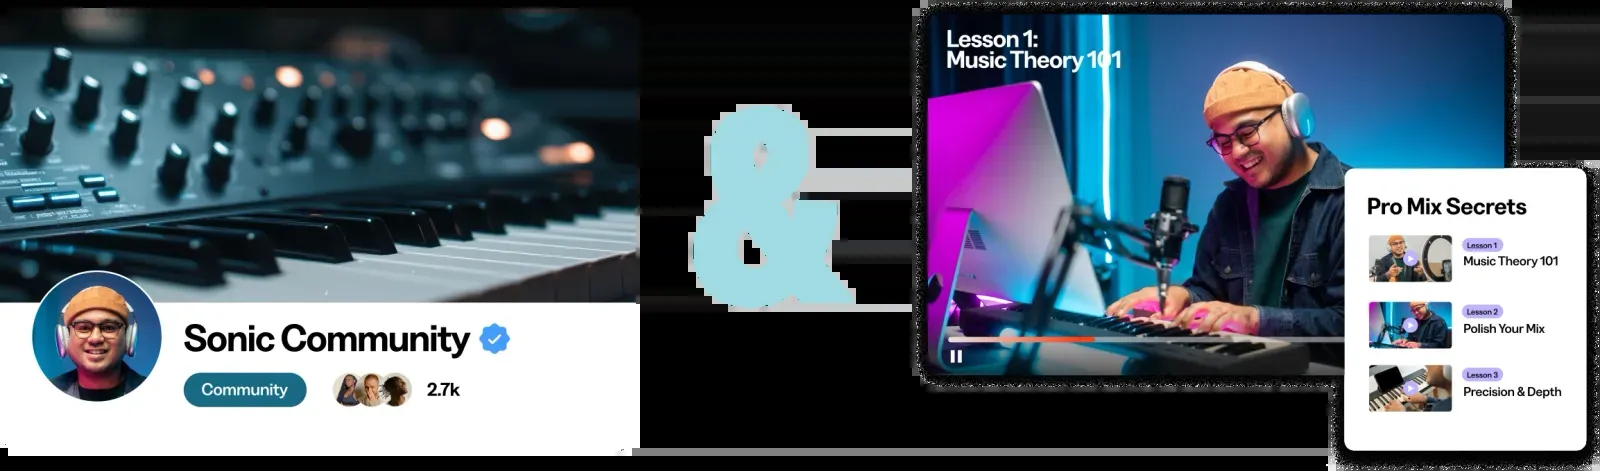 Sonic Community
Community
2.7k
&
Lesson 1:
Music Theory 101
Pro Mix Secrets
Lesson 1
Music Theory 101
Lesson 2
Polish Your Mix
Lesson 3
Precision & Depth